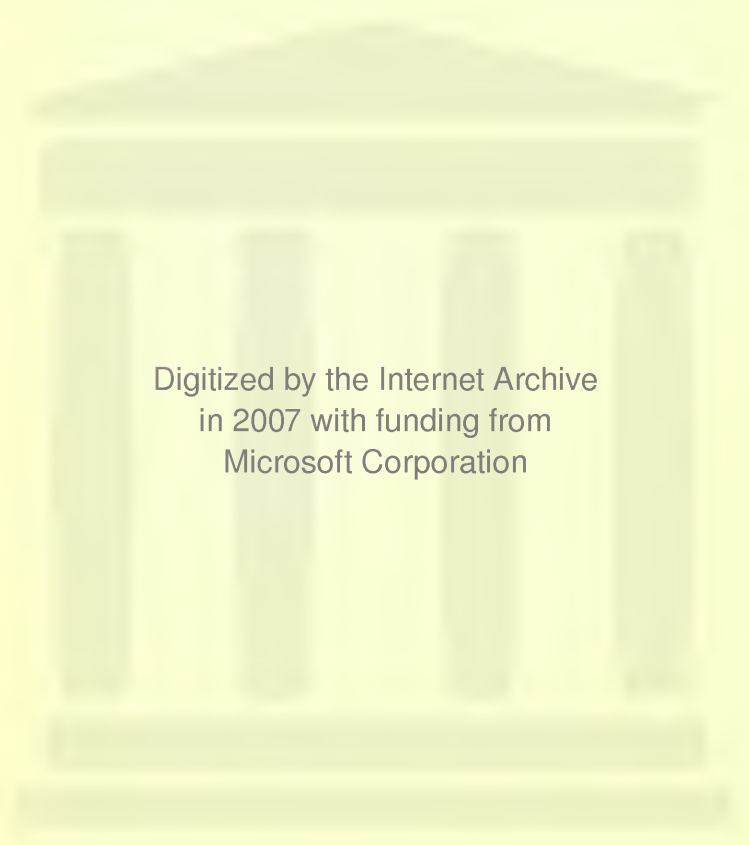 Digitized by the Internet Archive
in 2007 with funding from
Microsoft Corporation